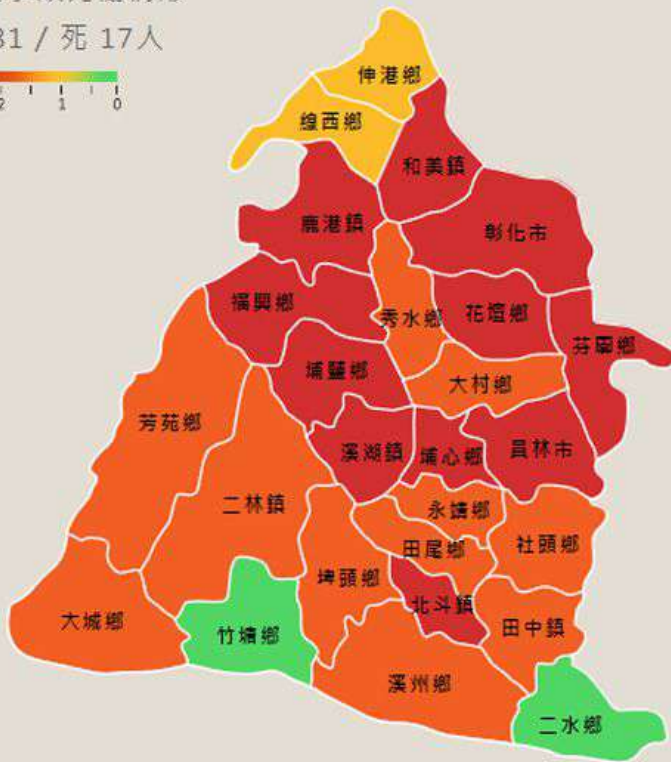 31 / 死 17人
2 1 0
伸港鄉
線西鄉
和美鎮
鹿港鎮
彰化市
福興鄉
秀水鄉
花壇鄉
芬園鄉
埔鹽鄉
大村鄉
芳苑鄉
溪湖鎮
埔心鄉
員林市
二林鎮
永靖鄉
田尾鄉
社頭鄉
埤頭鄉
北斗鎮
大城鄉
竹塘鄉
田中鎮
溪州鄉
二水鄉